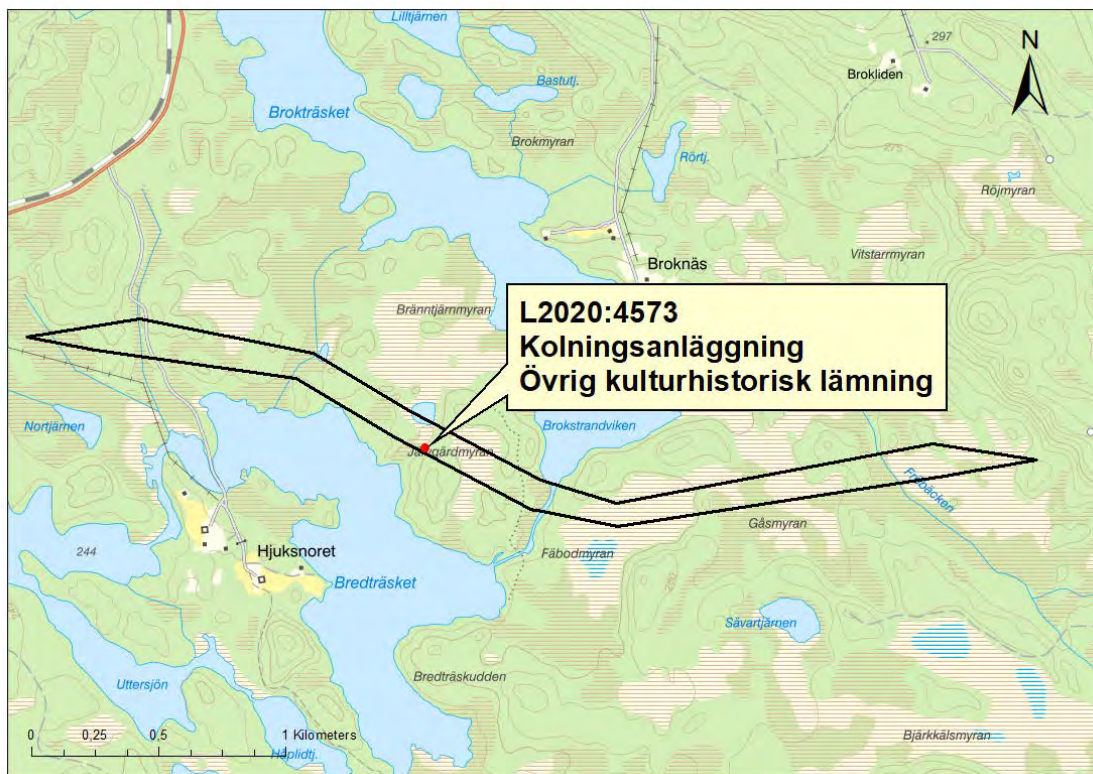 Lilltjärnen
297
N
Brokliden
Bastutj.
Brokträsket
Brokmyran
Rörtj.
275
Röjmyran
Vitstarrmyran
Broknäs
Bränntjärnmyran
L2020:4573
Kolningsanläggning
Övrig kulturhistorisk lämning
Nortjärnen
Brokstrandviken
Gåsmyran
244
Hjuksnoret
Fäbodmyran
Bredträsket
Sävartjärnen
Bredträskudden
Uttersjön
Bjärkkälsmyran
0 0,25 0,5 1 Kilometers